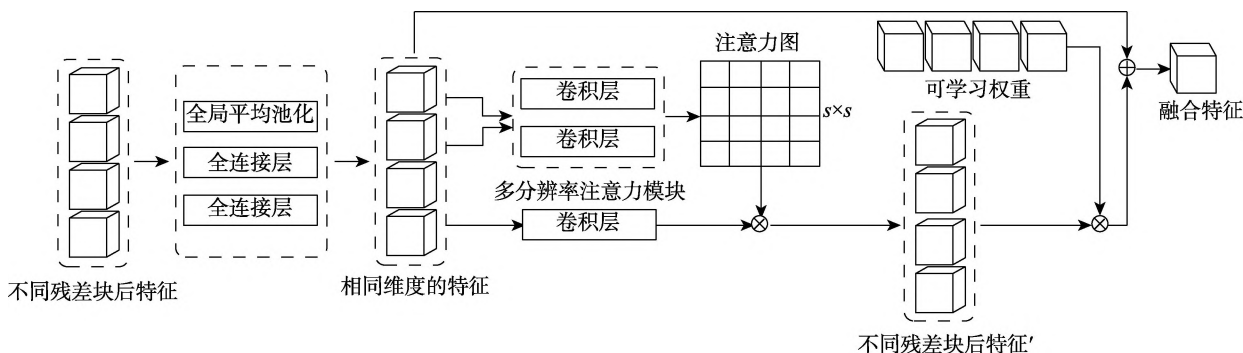 不同残差块后特征
全局平均池化
全连接层
全连接层
相同维度的特征
卷积层
卷积层
多分辨率注意力模块
卷积层
注意力图
s×s
可学习权重
不同残差块后特征′
融合特征